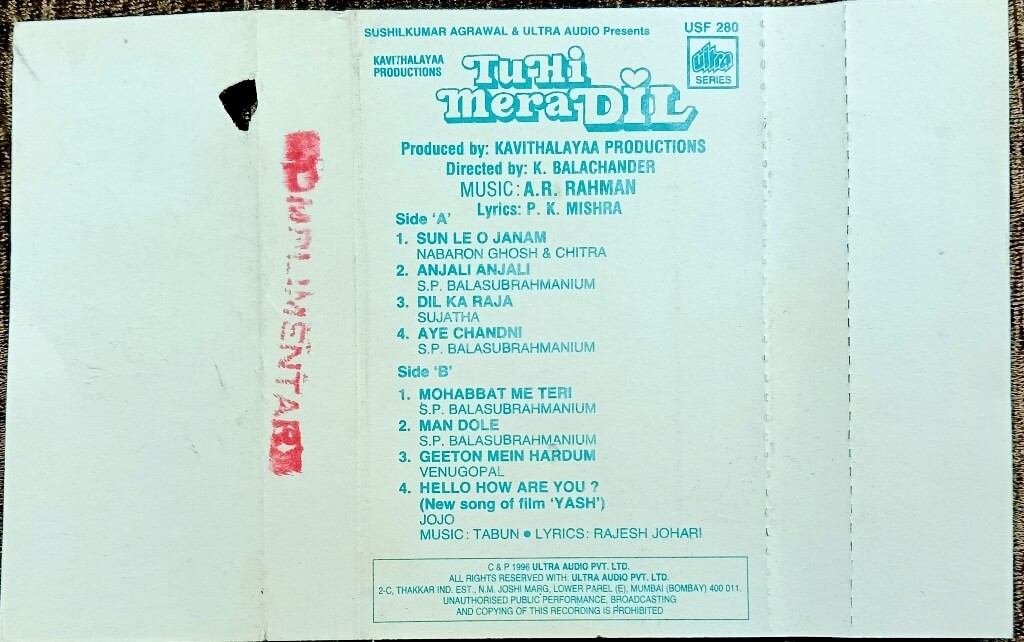 SUSHILKUMAR AGRAWAL & ULTRA AUDIO Presents
USF 280
ultra
SERIES
KAVITHALAYAA
PRODUCTIONS
TuHi
meRa DiL
Produced by: KAVITHALAYAA PRODUCTIONS
Directed by: K. BALACHANDER
MUSIC: A.R. RAHMAN
Lyrics: P. K. MISHRA
Side 'A'
1. SUN LE O JANAM
NABARON GHOSH & CHITRA
2. ANJALI ANJALI
S.P. BALASUBRAHMANIUM
3. DIL KA RAJA
SUJATHA
4. AYE CHANDNI
S.P. BALASUBRAHMANIUM
Side 'B'
1. MOHABBAT ME TERI
S.P. BALASUBRAHMANIUM
2. MAN DOLE
S.P. BALASUBRAHMANIUM
3. GEETON MEIN HARDUM
VENUGOPAL
4. HELLO HOW ARE YOU ?
(New song of film 'YASH')
JOJO
MUSIC: TABUN ● LYRICS: RAJESH JOHARI
C & P 1996 ULTRA AUDIO PVT. LTD.
ALL RIGHTS RESERVED WITH: ULTRA AUDIO PVT. LTD.
2-C, THAKKAR IND. EST., N.M. JOSHI MARG, LOWER PAREL (E), MUMBAI (BOMBAY) 400 011.
UNAUTHORISED PUBLIC PERFORMANCE, BROADCASTING
AND COPYING OF THIS RECORDING IS PROHIBITED
COMPLIMENTARY